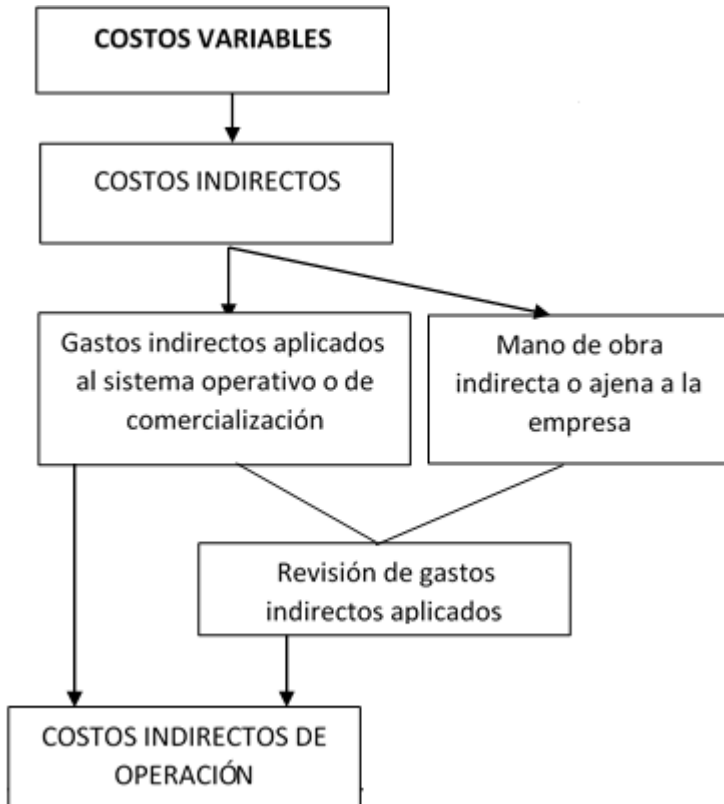 COSTOS VARIABLES
COSTOS INDIRECTOS
Gastos indirectos aplicados
al sistema operativo o de
comercialización
Mano de obra
indirecta o ajena a la
empresa
Revisión de gastos
indirectos aplicados
COSTOS INDIRECTOS DE
OPERACIÓN